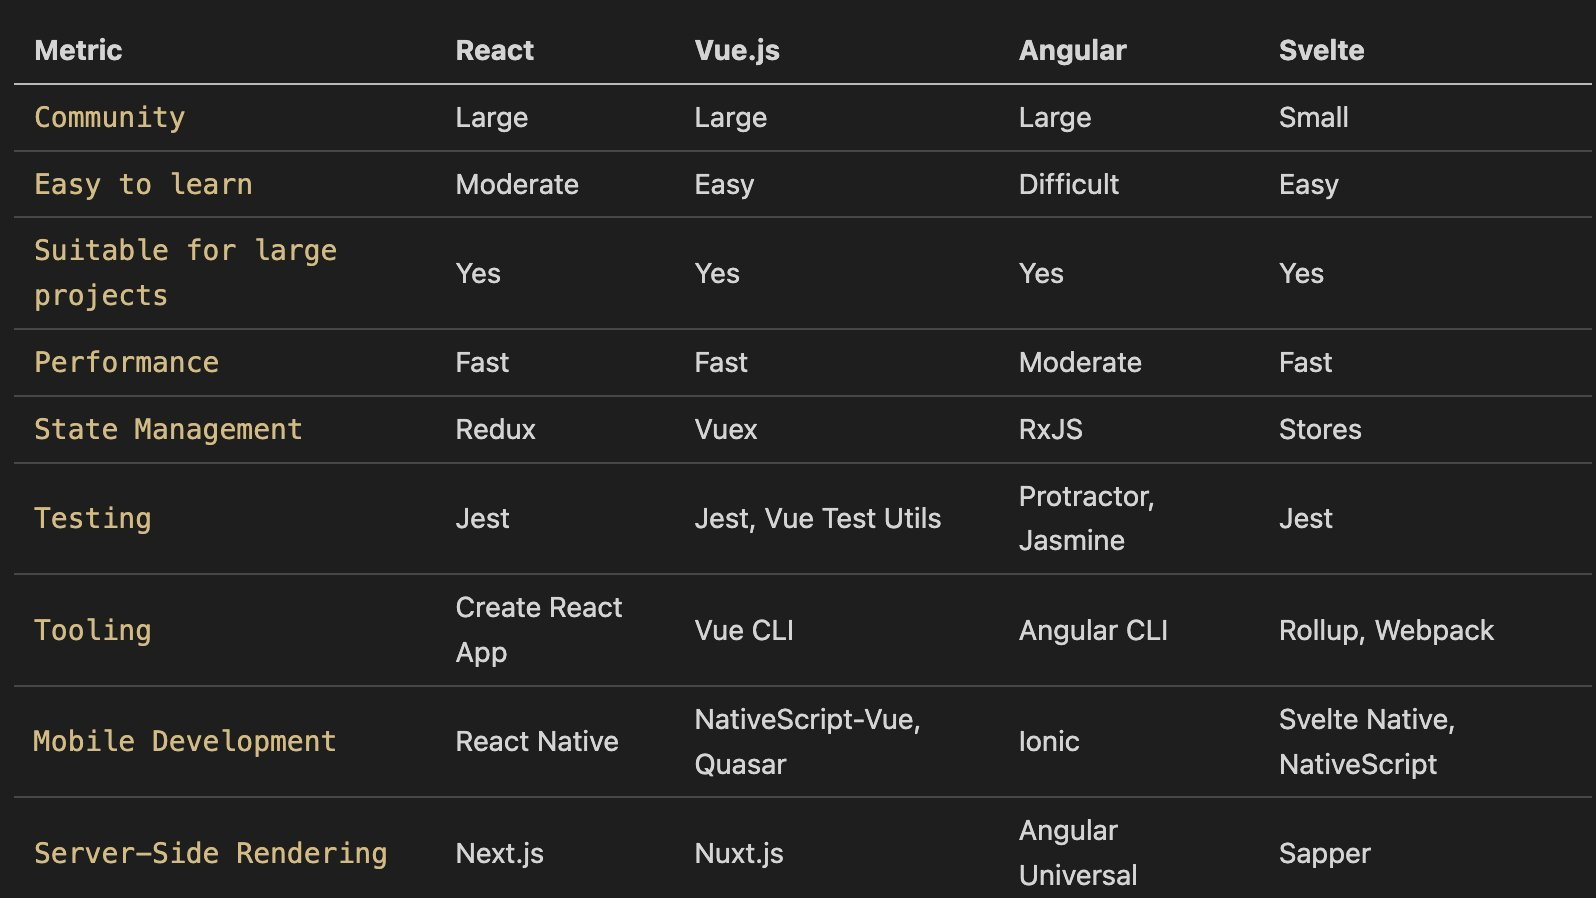 Metric React Vue.js Angular Svelte
Community Large Large Large Small
Easy to learn Moderate Easy Difficult Easy
Suitable for large
projects Yes Yes Yes Yes
Performance Fast Fast Moderate Fast
State Management Redux Vuex RxJS Stores
Testing Jest Jest, Vue Test Utils Protractor,
Jasmine Jest
Tooling Create React
App Vue CLI Angular CLI Rollup, Webpack
Mobile Development React Native NativeScript-Vue,
Quasar Ionic Svelte Native,
NativeScript
Server-Side Rendering Next.js Nuxt.js Angular
Universal Sapper